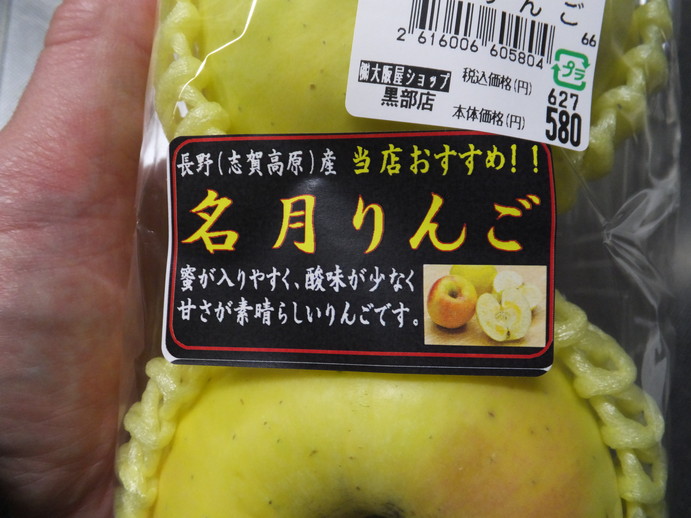 りんご
66
2616006 605804
プラ
㈱大阪屋ショップ
黒部店
税込価格(円)
627
本体価格(円)
580
長野(志賀高原)産 当店おすすめ!!
名月りんご
蜜が入りやすく、酸味が少なく
甘さが素晴らしいりんごです。